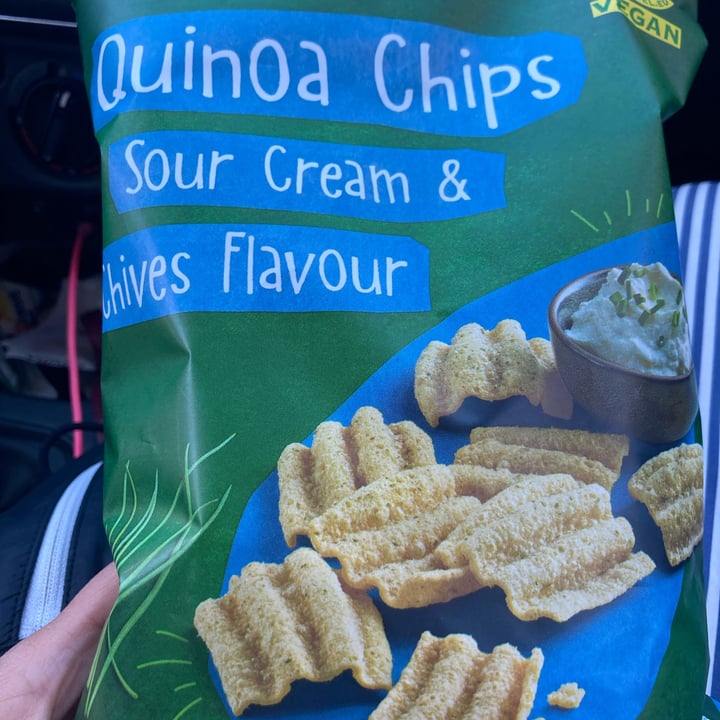 VEGAN
Quinoa Chips
Sour Cream &
Chives Flavour